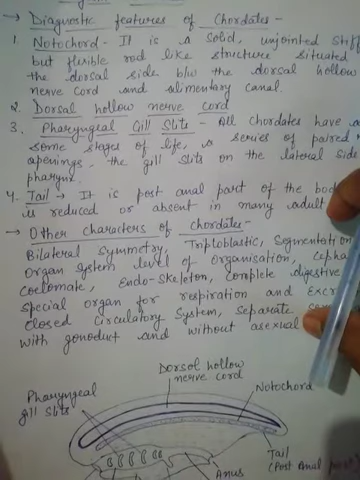 → Diagnostic features of Chordates -
1. Notochord - It is a solid, unjointed stiff
but flexible rod like structure situated
the dorsal side b/w the dorsal hollow
nerve cord and alimentary canal.
2. Dorsal hollow nerve cord
3. Pharyngeal Gill Slits - All Chordates have a
some stages of life, a series of paired
openings, the gill slits on the lateral side
pharynx.
4. Tail → It is post anal part of the bod
is reduced or absent in many adult
→ Other characters of Chordates -
Bilateral Symmetry, Triploblastic, Segmentation
Organ system level of organisation, cepha
coelomate, Endo-skeleton, complete digestive
special organ for respiration and Excr
closed Circulatory System, Separate
with gonoduct and without asexual
Dorsal hollow
nerve cord
Notochord
Pharyngeal
gill slits
Tail
(Post Anal part)
Anus